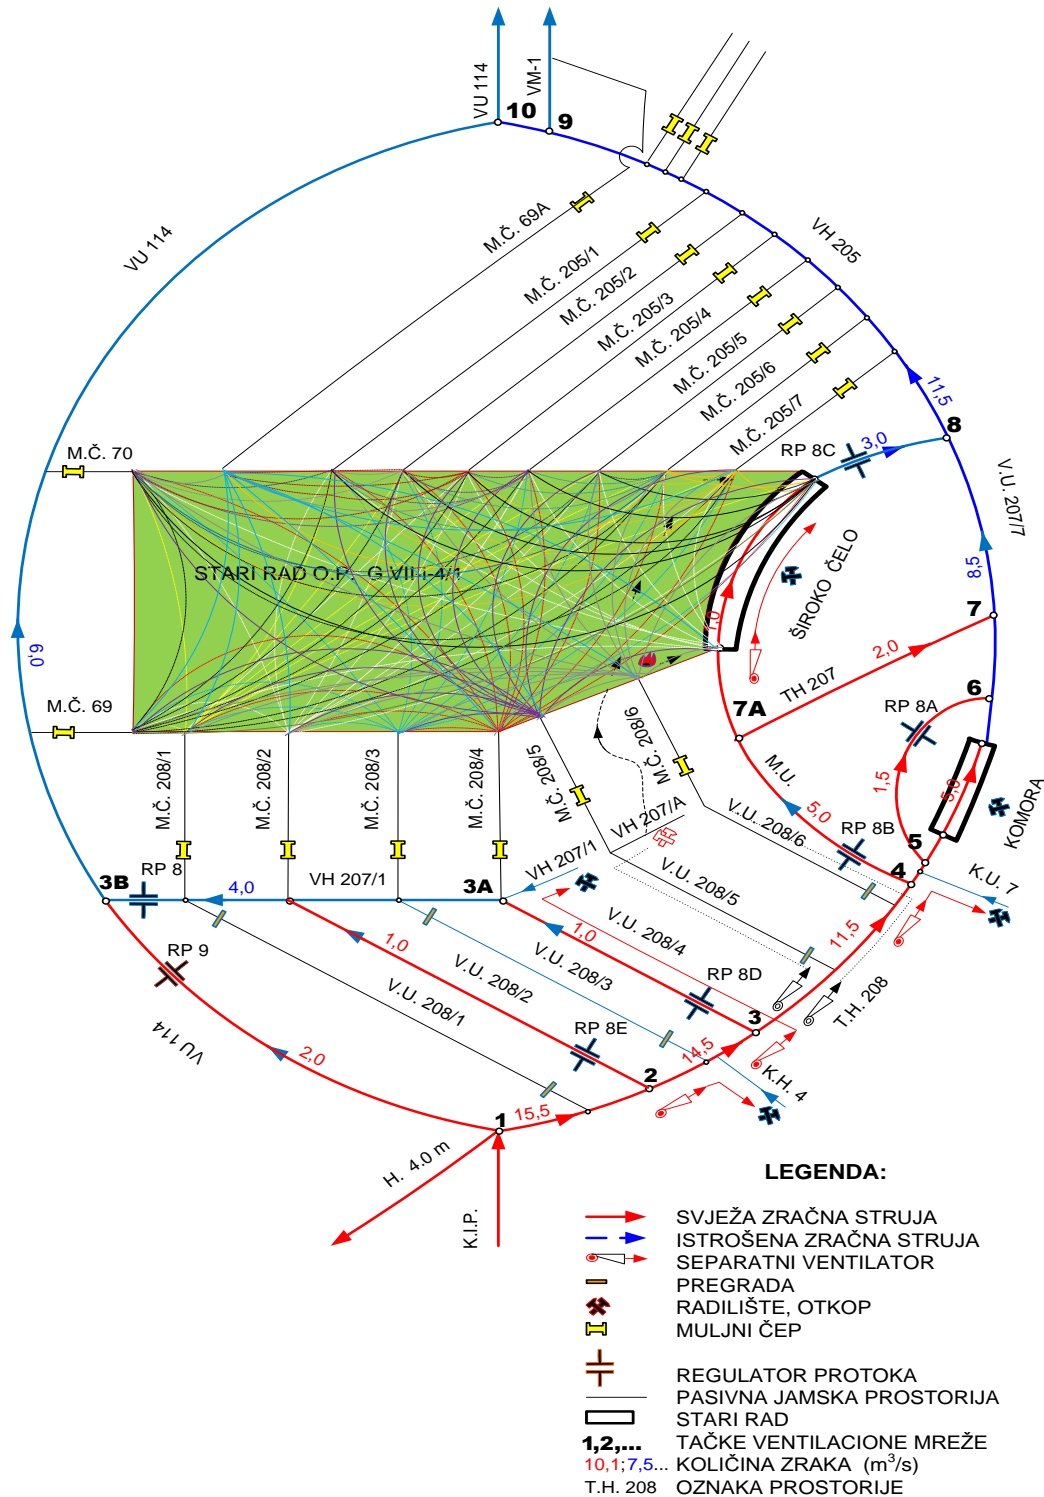 VU 114
VM-1
10
9
M.Č. 69A
M.Č. 205/1
M.Č. 205/2
M.Č. 205/3
M.Č. 205/4
M.Č. 205/5
M.Č. 205/6
M.Č. 205/7
VH 205
VU 114
11,5
8
M.Č. 70
RP 8C
3,0
V.U. 207/7
8,5
STARI RAD O.P. G VIII-4/1
ŠIROKO ČELO
1,0
7
2,0
TH 207
7A
6,0
M.Č. 69
6
RP 8A
M.Č. 208/1
M.Č. 208/2
M.Č. 208/3
M.Č. 208/4
M.Č. 208/5
M.Č. 208/6
M.U.
5,0
1,5
5,0
KOMORA
VH 207/A
V.U. 208/6
RP 8B
5
4
K.U. 7
3B
RP 8
4,0
VH 207/1
3A
VH 207/1
V.U. 208/5
V.U. 208/4
11,5
RP 9
1,0
1,0
V.U. 208/3
V.U. 208/2
V.U. 208/1
RP 8D
T.H. 208
3
VU 114
2,0
RP 8E
14,5
2
K.H. 4
1
15,5
H. 4.0 m
K.I.P.
LEGENDA:
SVJEŽA ZRAČNA STRUJA
ISTROŠENA ZRAČNA STRUJA
SEPARATNI VENTILATOR
PREGRADA
RADILIŠTE, OTKOP
MULJNI ČEP
REGULATOR PROTOKA
PASIVNA JAMSKA PROSTORIJA
STARI RAD
1,2,... TAČKE VENTILACIONE MREŽE
10,1;7,5... KOLIČINA ZRAKA (m³/s)
T.H. 208 OZNAKA PROSTORIJE